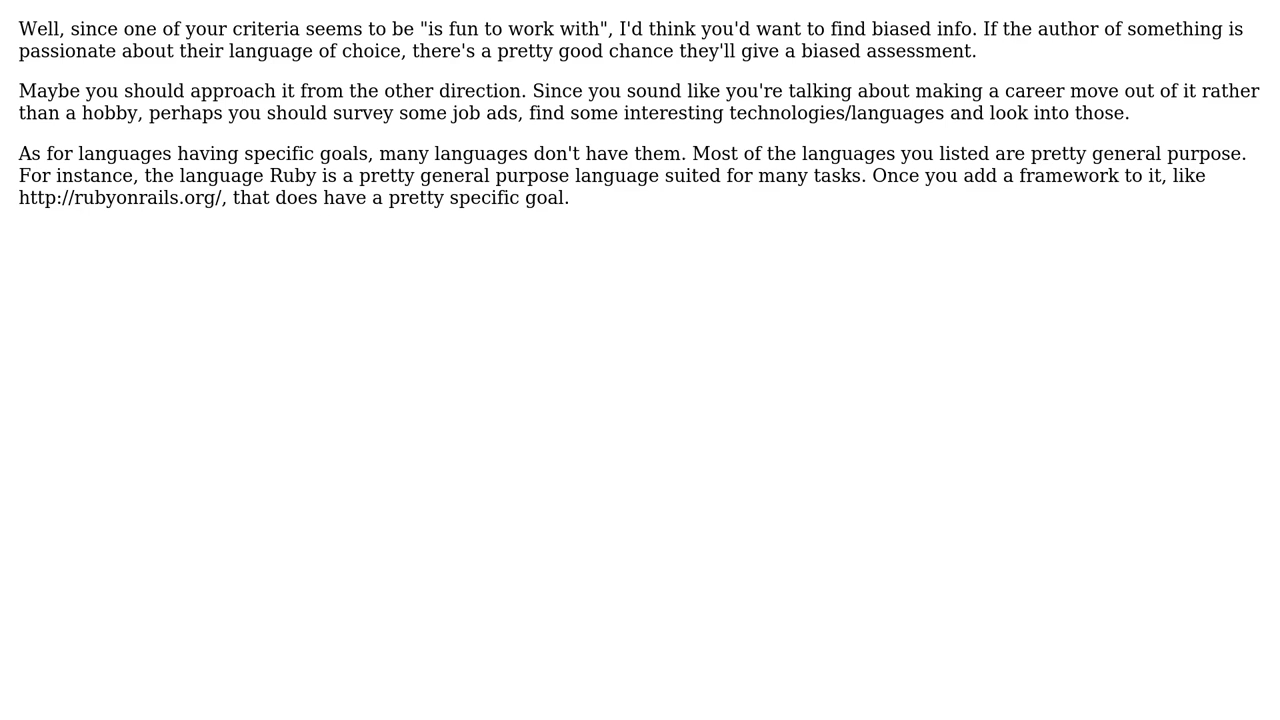 Well, since one of your criteria seems to be "is fun to work with", I'd think you'd want to find biased info. If the author of something is
passionate about their language of choice, there's a pretty good chance they'll give a biased assessment.
Maybe you should approach it from the other direction. Since you sound like you're talking about making a career move out of it rather
than a hobby, perhaps you should survey some job ads, find some interesting technologies/languages and look into those.
As for languages having specific goals, many languages don't have them. Most of the languages you listed are pretty general purpose.
For instance, the language Ruby is a pretty general purpose language suited for many tasks. Once you add a framework to it, like
http://rubyonrails.org/, that does have a pretty specific goal.